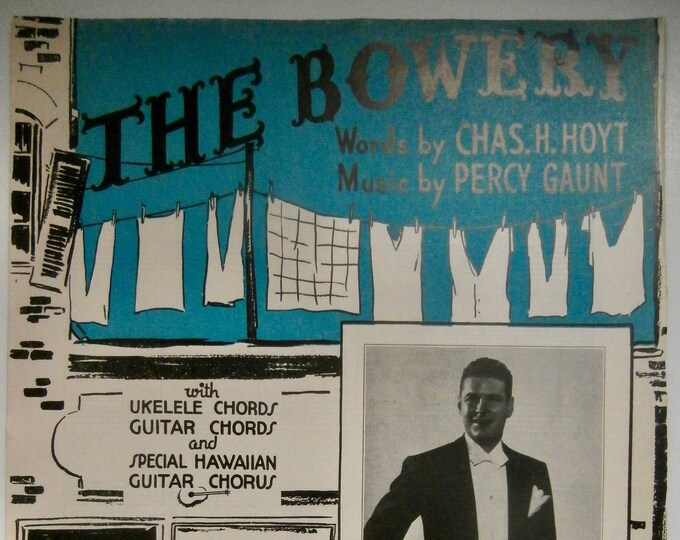 THE BOWERY
Words by CHAS. H. HOYT
Music by PERCY GAUNT
with
UKELELE CHORDS
GUITAR CHORDS
and
SPECIAL HAWAIIAN
GUITAR CHORUS